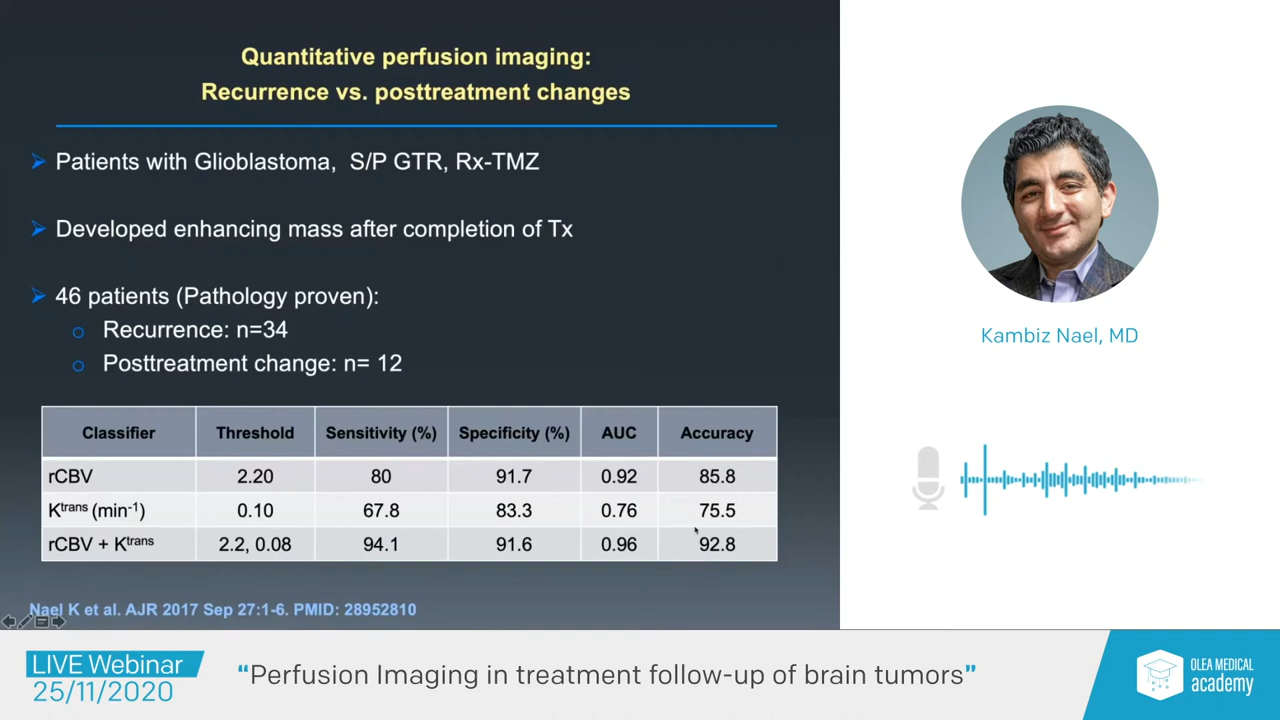 Quantitative perfusion imaging:
Recurrence vs. posttreatment changes
Patients with Glioblastoma, S/P GTR, Rx-TMZ
Developed enhancing mass after completion of Tx
46 patients (Pathology proven):
Recurrence: n=34
Posttreatment change: n= 12
Classifier Threshold Sensitivity (%) Specificity (%) AUC Accuracy
rCBV 2.20 80 91.7 0.92 85.8
Ktrans (min-1) 0.10 67.8 83.3 0.76 75.5
rCBV + Ktrans 2.2, 0.08 94.1 91.6 0.96 92.8
Nael K et al. AJR 2017 Sep 27:1-6. PMID: 28952810
Kambiz Nael, MD
LIVE Webinar
25/11/2020
“Perfusion Imaging in treatment follow-up of brain tumors”
OLEA MEDICAL
academy